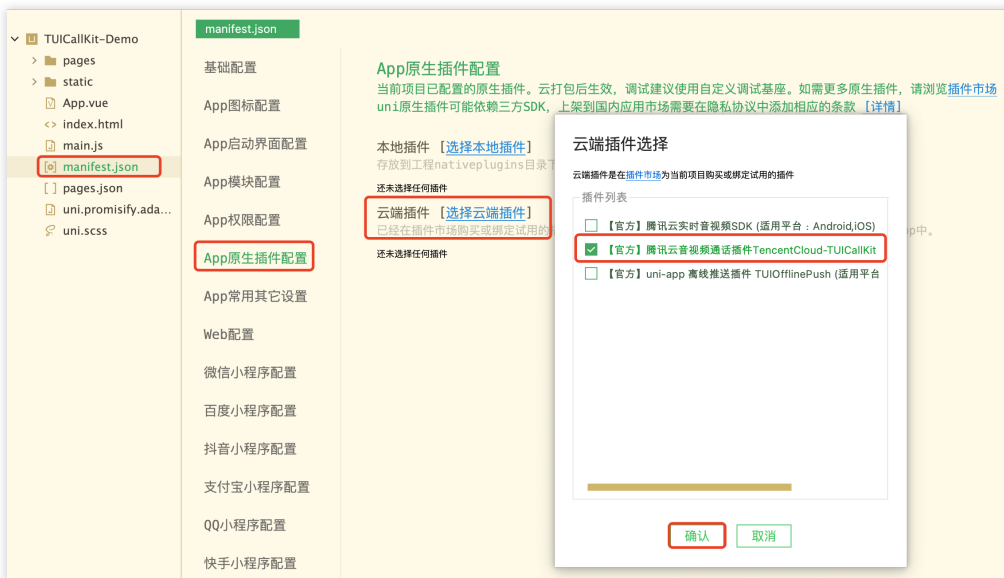 TUICallKit-Demo
pages
static
App.vue
index.html
main.js
manifest.json
pages.json
uni.promisify.ada...
uni.scss
manifest.json
基础配置
App图标配置
App启动界面配置
App模块配置
App权限配置
App原生插件配置
App常用其它设置
Web配置
微信小程序配置
百度小程序配置
抖音小程序配置
支付宝小程序配置
QQ小程序配置
快手小程序配置
App原生插件配置
当前项目已配置的原生插件。云打包后生效，调试建议使用自定义调试基座。如需更多原生插件，请浏览插件市场
uni原生插件可能依赖三方SDK，上架到国内应用市场需要在隐私协议中添加相应的条款 [详情]
本地插件 [选择本地插件]
存放到工程nativeplugins目录下
还未选择任何插件
云端插件 [选择云端插件]
已经在插件市场购买或绑定试用的
pp中。
还未选择任何插件
云端插件选择
云端插件是在插件市场为当前项目购买或绑定试用的插件
插件列表
【官方】腾讯云实时音视频SDK (适用平台：Android,iOS)
【官方】腾讯云音视频通话插件TencentCloud-TUICallKit
【官方】uni-app 离线推送插件 TUIOfflinePush (适用平台
确认
取消